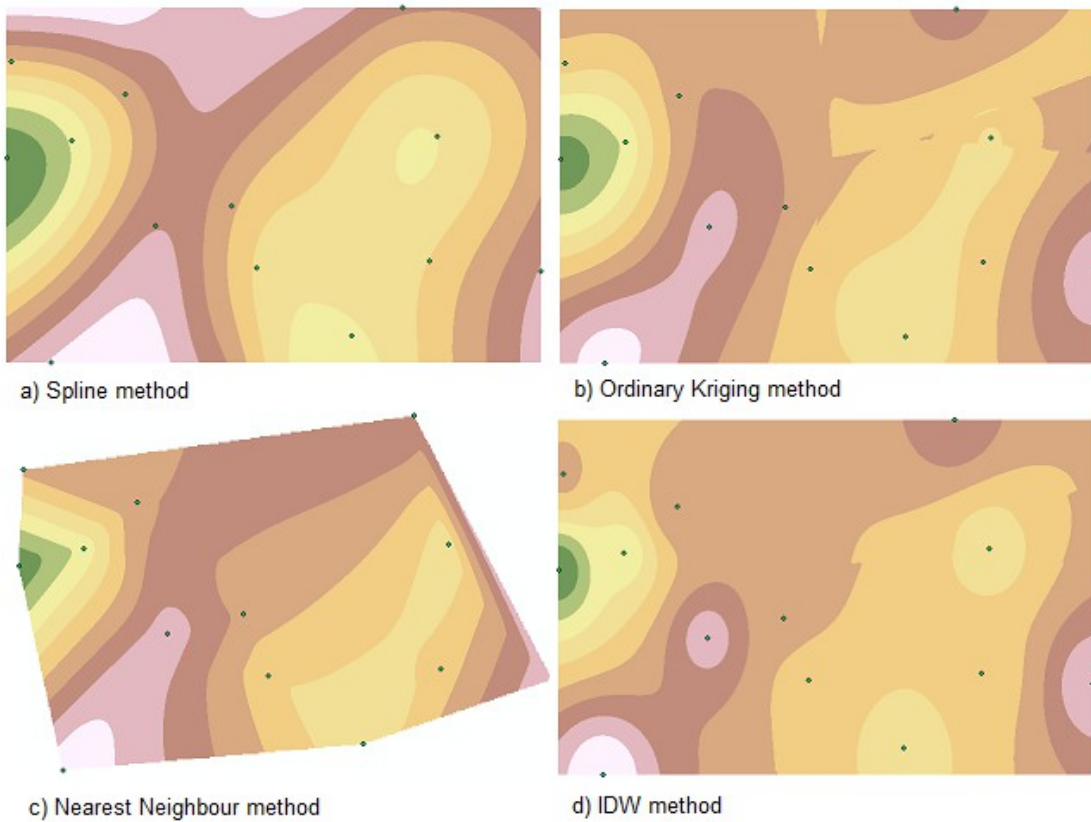 a) Spline method
b) Ordinary Kriging method
c) Nearest Neighbour method
d) IDW method